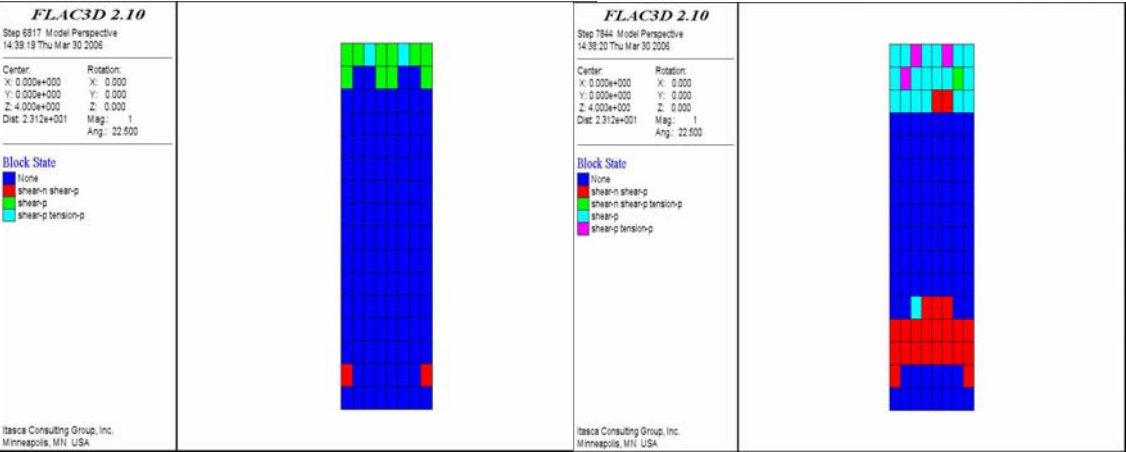 FLAC3D 2.10
Step 6817 Model Perspective
14:39:19 Thu Mar 30 2006
Center: Rotation:
X: 0.000e+000 X: 0.000
Y: 0.000e+000 Y: 0.000
Z: 4.000e+000 Z: 0.000
Dist: 2.312e+001 Mag.: 1
Ang.: 22.500
Block State
None
shear-n shear-p
shear-p
shear-p tension-p
Itasca Consulting Group, Inc.
Minneapolis, MN USA
FLAC3D 2.10
Step 7844 Model Perspective
14:38:20 Thu Mar 30 2006
Center: Rotation:
X: 0.000e+000 X: 0.000
Y: 0.000e+000 Y: 0.000
Z: 4.000e+000 Z: 0.000
Dist: 2.312e+001 Mag.: 1
Ang.: 22.500
Block State
None
shear-n shear-p
shear-n shear-p tension-p
shear-p
shear-p tension-p
Itasca Consulting Group, Inc.
Minneapolis, MN USA